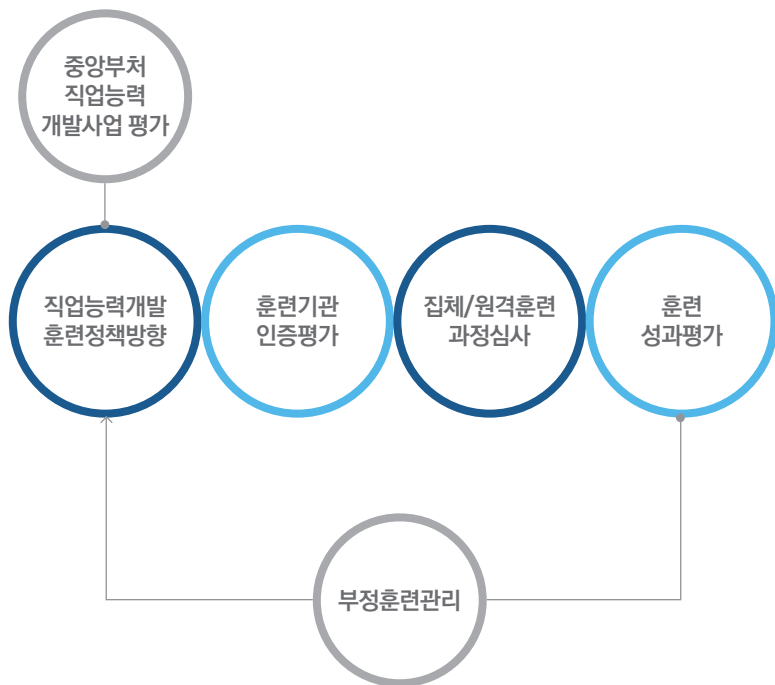 중앙부처
직업능력
개발사업 평가
직업능력개발
훈련정책방향
훈련기관
인증평가
집체/원격훈련
과정심사
훈련
성과평가
부정훈련관리